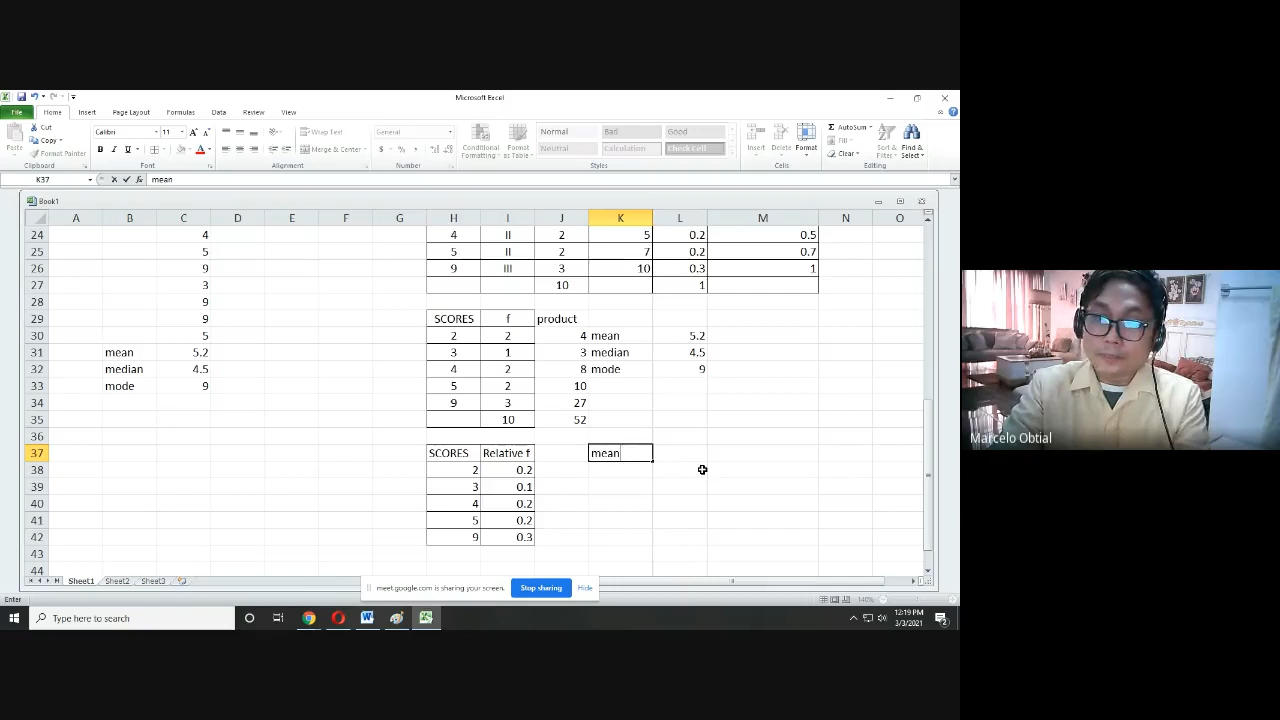 Microsoft Excel
File Home Insert Page Layout Formulas Data Review View
Paste
Cut
Copy
Format Painter
Clipboard
Calibri 11
Font
Wrap Text
Merge & Center
Alignment
General
Number
Conditional Formatting
Format as Table
Normal Bad Good
Neutral Calculation Check Cell
Styles
Insert Delete Format
Cells
AutoSum
Fill
Clear
Sort & Filter
Find & Select
Editing
K37 fx mean
Book1
A B C D E F G H I J K L M N O
24 4 4 II 2 5 0.2 0.5
25 5 5 II 2 7 0.2 0.7
26 9 9 III 3 10 0.3 1
27 3 10 1
28 9
29 9 SCORES f product
30 5 2 2 4 mean 5.2
31 mean 5.2 3 1 3 median 4.5
32 median 4.5 4 2 8 mode 9
33 mode 9 5 2 10
34 9 3 27
35 10 52
36
37 SCORES Relative f mean
38 2 0.2
39 3 0.1
40 4 0.2
41 5 0.2
42 9 0.3
43
44
Sheet1 Sheet2 Sheet3
meet.google.com is sharing your screen. Stop sharing Hide
Enter 140%
Type here to search
12:19 PM
3/3/2021
2
Marcelo Obtial